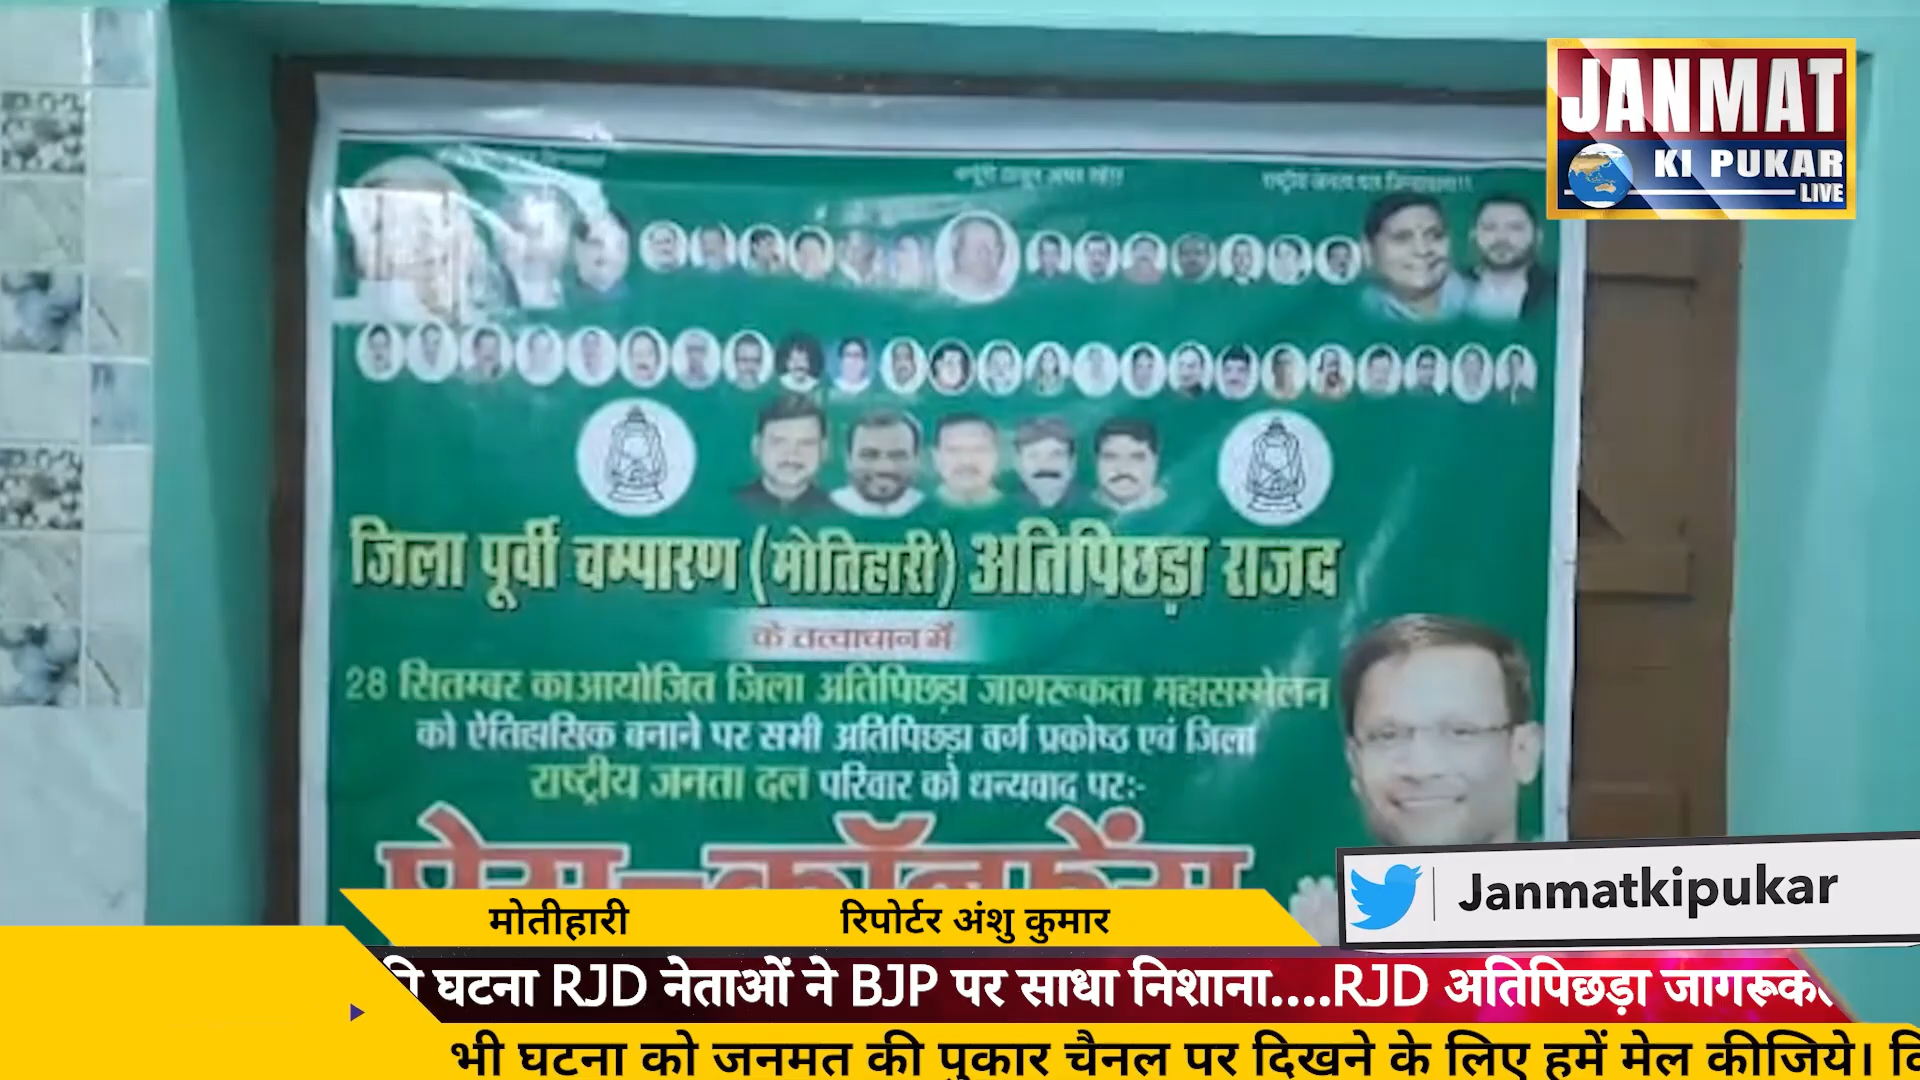 JANMAT
KI PUKAR
LIVE
राष्ट्रीय जनता दल जिन्दाबाद!!
जिला पूर्वी चम्पारण (मोतिहारी) अतिपिछड़ा राजद
के तत्वाधान में
28 सितम्बर काआयोजित जिला अतिपिछड़ा जागरूकता महासम्मेलन
को ऐतिहासिक बनाने पर सभी अतिपिछड़ा वर्ग प्रकोष्ठ एवं जिला
राष्ट्रीय जनता दल परिवार को धन्यवाद पर:-
प्रेस-कॉन्फ्रेंस
Janmatkipukar
मोतीहारी रिपोर्टर अंशु कुमार
घटना RJD नेताओं ने BJP पर साधा निशाना....RJD अतिपिछड़ा
भी घटना को जनमत की पुकार चैनल पर दिखने के लिए हमें मेल कीजिये।